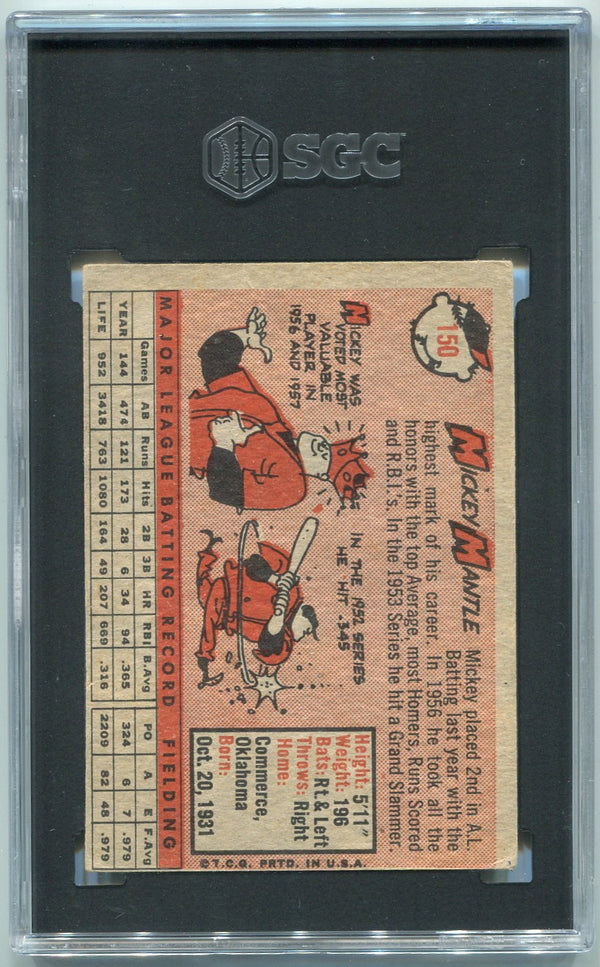 SGC
150
MICKEY MANTLE
Mickey placed 2nd in A.L.
Batting last year with the
highest mark of his career. In 1956 he took all the
honors with the top Average, most Homers, Runs Scored
and R.B.I.'s. In the 1953 Series he hit a Grand Slammer.
MICKEY WAS
VOTED MOST
VALUABLE
PLAYER IN
1956 AND 1957
IN THE 1952 SERIES
HE HIT .345
Height: 5'11"
Weight: 196
Bats: Rt. & Left
Throws: Right
Home:
Commerce,
Oklahoma
Born:
Oct. 20, 1931
©T.C.G. PRTD. IN U.S.A.
MAJOR LEAGUE BATTING RECORD FIELDING
Games AB Runs Hits 2B 3B HR RBI B.Avg PO A E F.Avg
YEAR 144 474 121 173 28 6 34 94 .365 324 6 7 .979
LIFE 952 3418 763 1080 164 49 207 669 .316 2209 82 48 .979